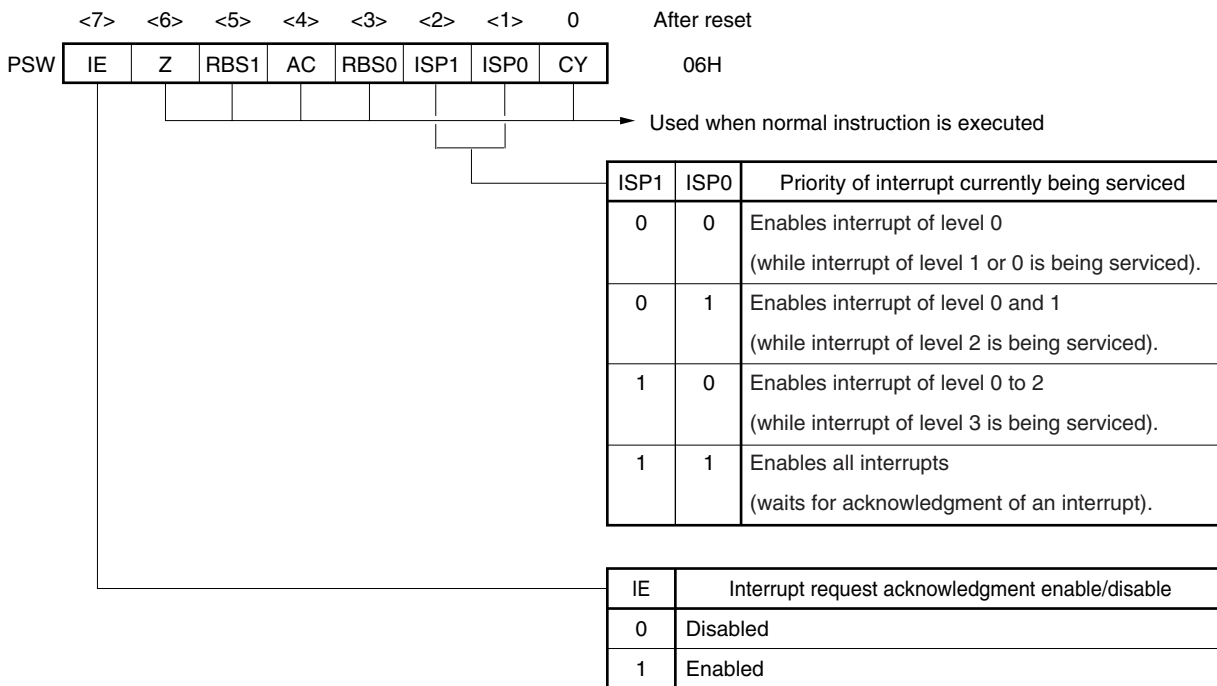 <7> <6> <5> <4> <3> <2> <1> 0 After reset
PSW IE Z RBS1 AC RBS0 ISP1 ISP0 CY 06H
Used when normal instruction is executed
ISP1 ISP0 Priority of interrupt currently being serviced
0 0 Enables interrupt of level 0
(while interrupt of level 1 or 0 is being serviced).
0 1 Enables interrupt of level 0 and 1
(while interrupt of level 2 is being serviced).
1 0 Enables interrupt of level 0 to 2
(while interrupt of level 3 is being serviced).
1 1 Enables all interrupts
(waits for acknowledgment of an interrupt).
IE Interrupt request acknowledgment enable/disable
0 Disabled
1 Enabled